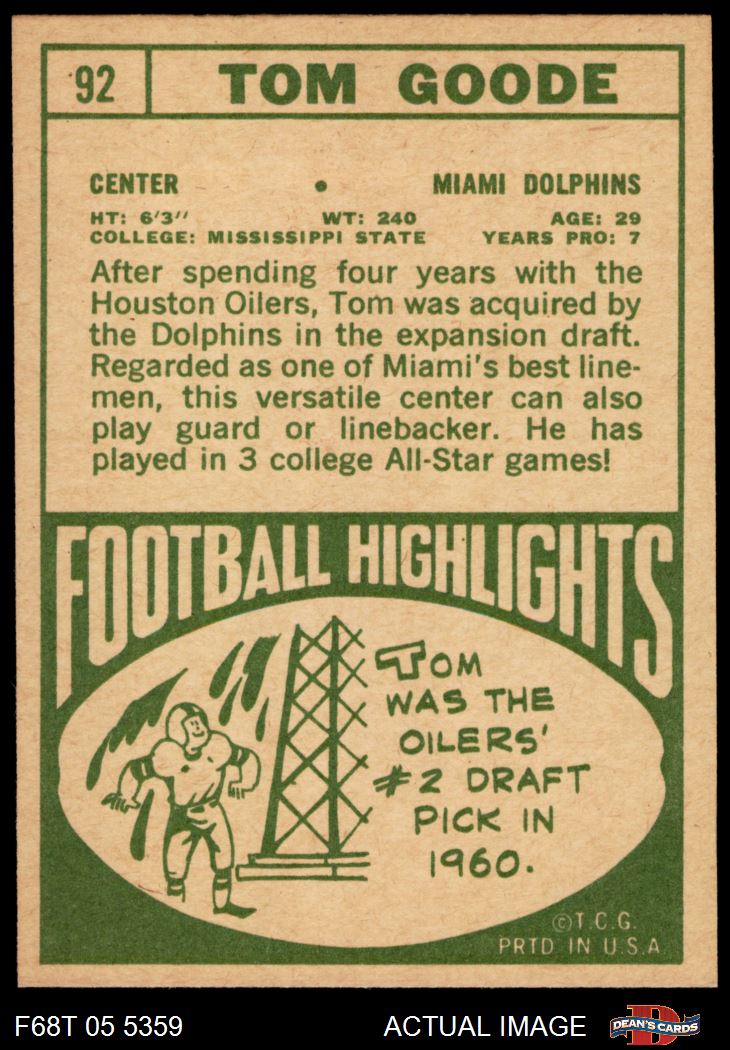 92
TOM GOODE
CENTER • MIAMI DOLPHINS
HT: 6'3" WT: 240 AGE: 29
COLLEGE: MISSISSIPPI STATE YEARS PRO: 7
After spending four years with the
Houston Oilers, Tom was acquired by
the Dolphins in the expansion draft.
Regarded as one of Miami's best line-
men, this versatile center can also
play guard or linebacker. He has
played in 3 college All-Star games!
FOOTBALL HIGHLIGHTS
TOM
WAS THE
OILERS'
#2 DRAFT
PICK IN
1960.
©T.C.G.
PRTD IN U.S.A.
F68T 05 5359 ACTUAL IMAGE
D
DEAN'S CARDS